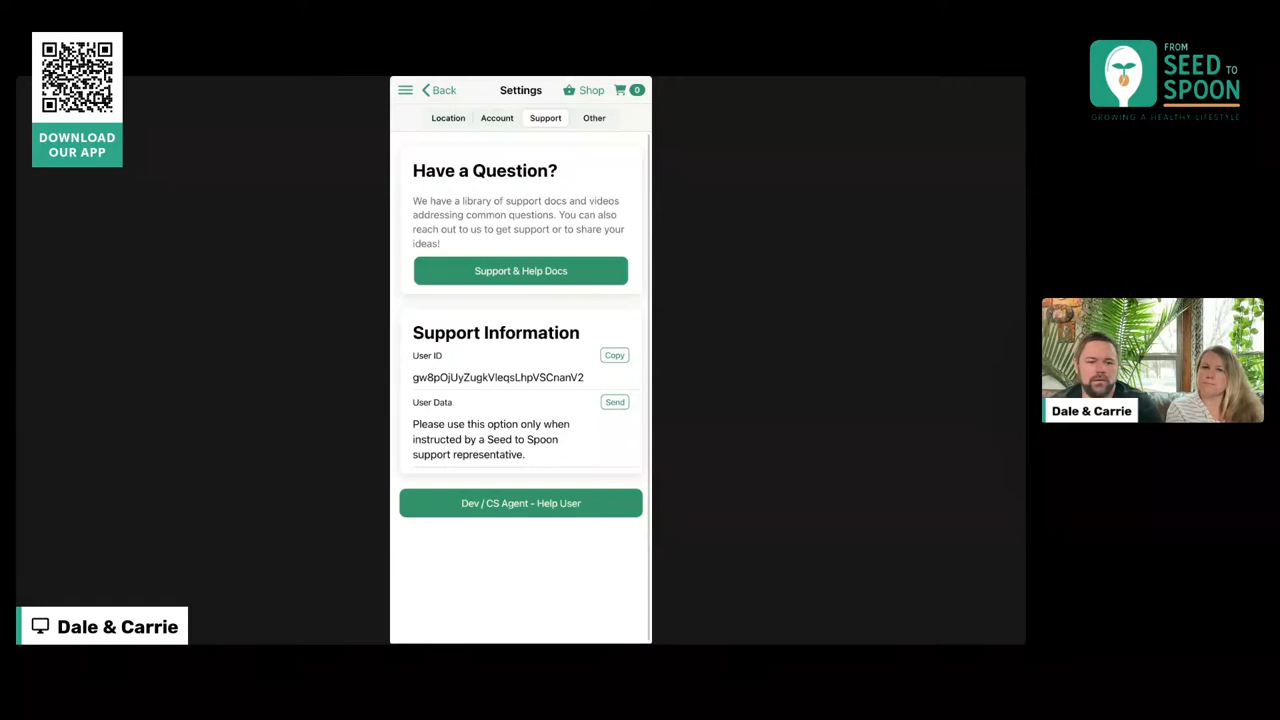 DOWNLOAD
OUR APP
Back
Settings
Shop
0
Location
Account
Support
Other
Have a Question?
We have a library of support docs and videos
addressing common questions. You can also
reach out to us to get support or to share your
ideas!
Support & Help Docs
Support Information
User ID
Copy
gw8pOjUyZugkVleqsLhpVSCnanV2
User Data
Send
Please use this option only when
instructed by a Seed to Spoon
support representative.
Dev / CS Agent - Help User
FROM
SEED TO
SPOON
GROWING A HEALTHY LIFESTYLE
Dale & Carrie
Dale & Carrie